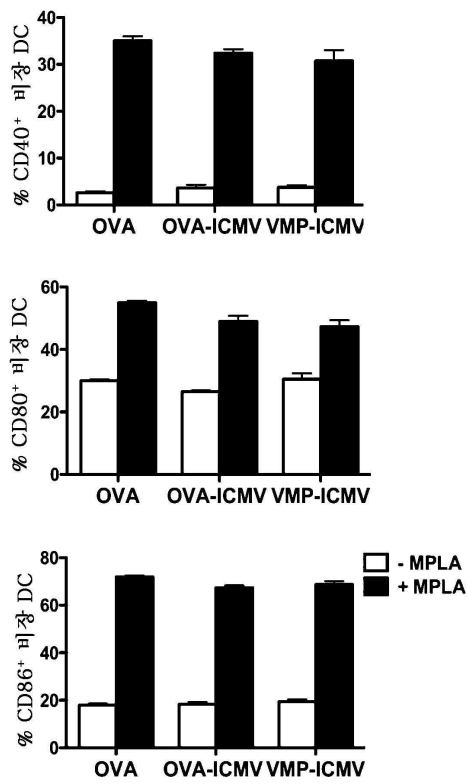 % CD40⁺ 비장 DC
40
30
20
10
0
OVA OVA-ICMV VMP-ICMV
% CD80⁺ 비장 DC
60
40
20
0
OVA OVA-ICMV VMP-ICMV
% CD86⁺ 비장 DC
80
60
40
20
0
OVA OVA-ICMV VMP-ICMV
- MPLA
+ MPLA